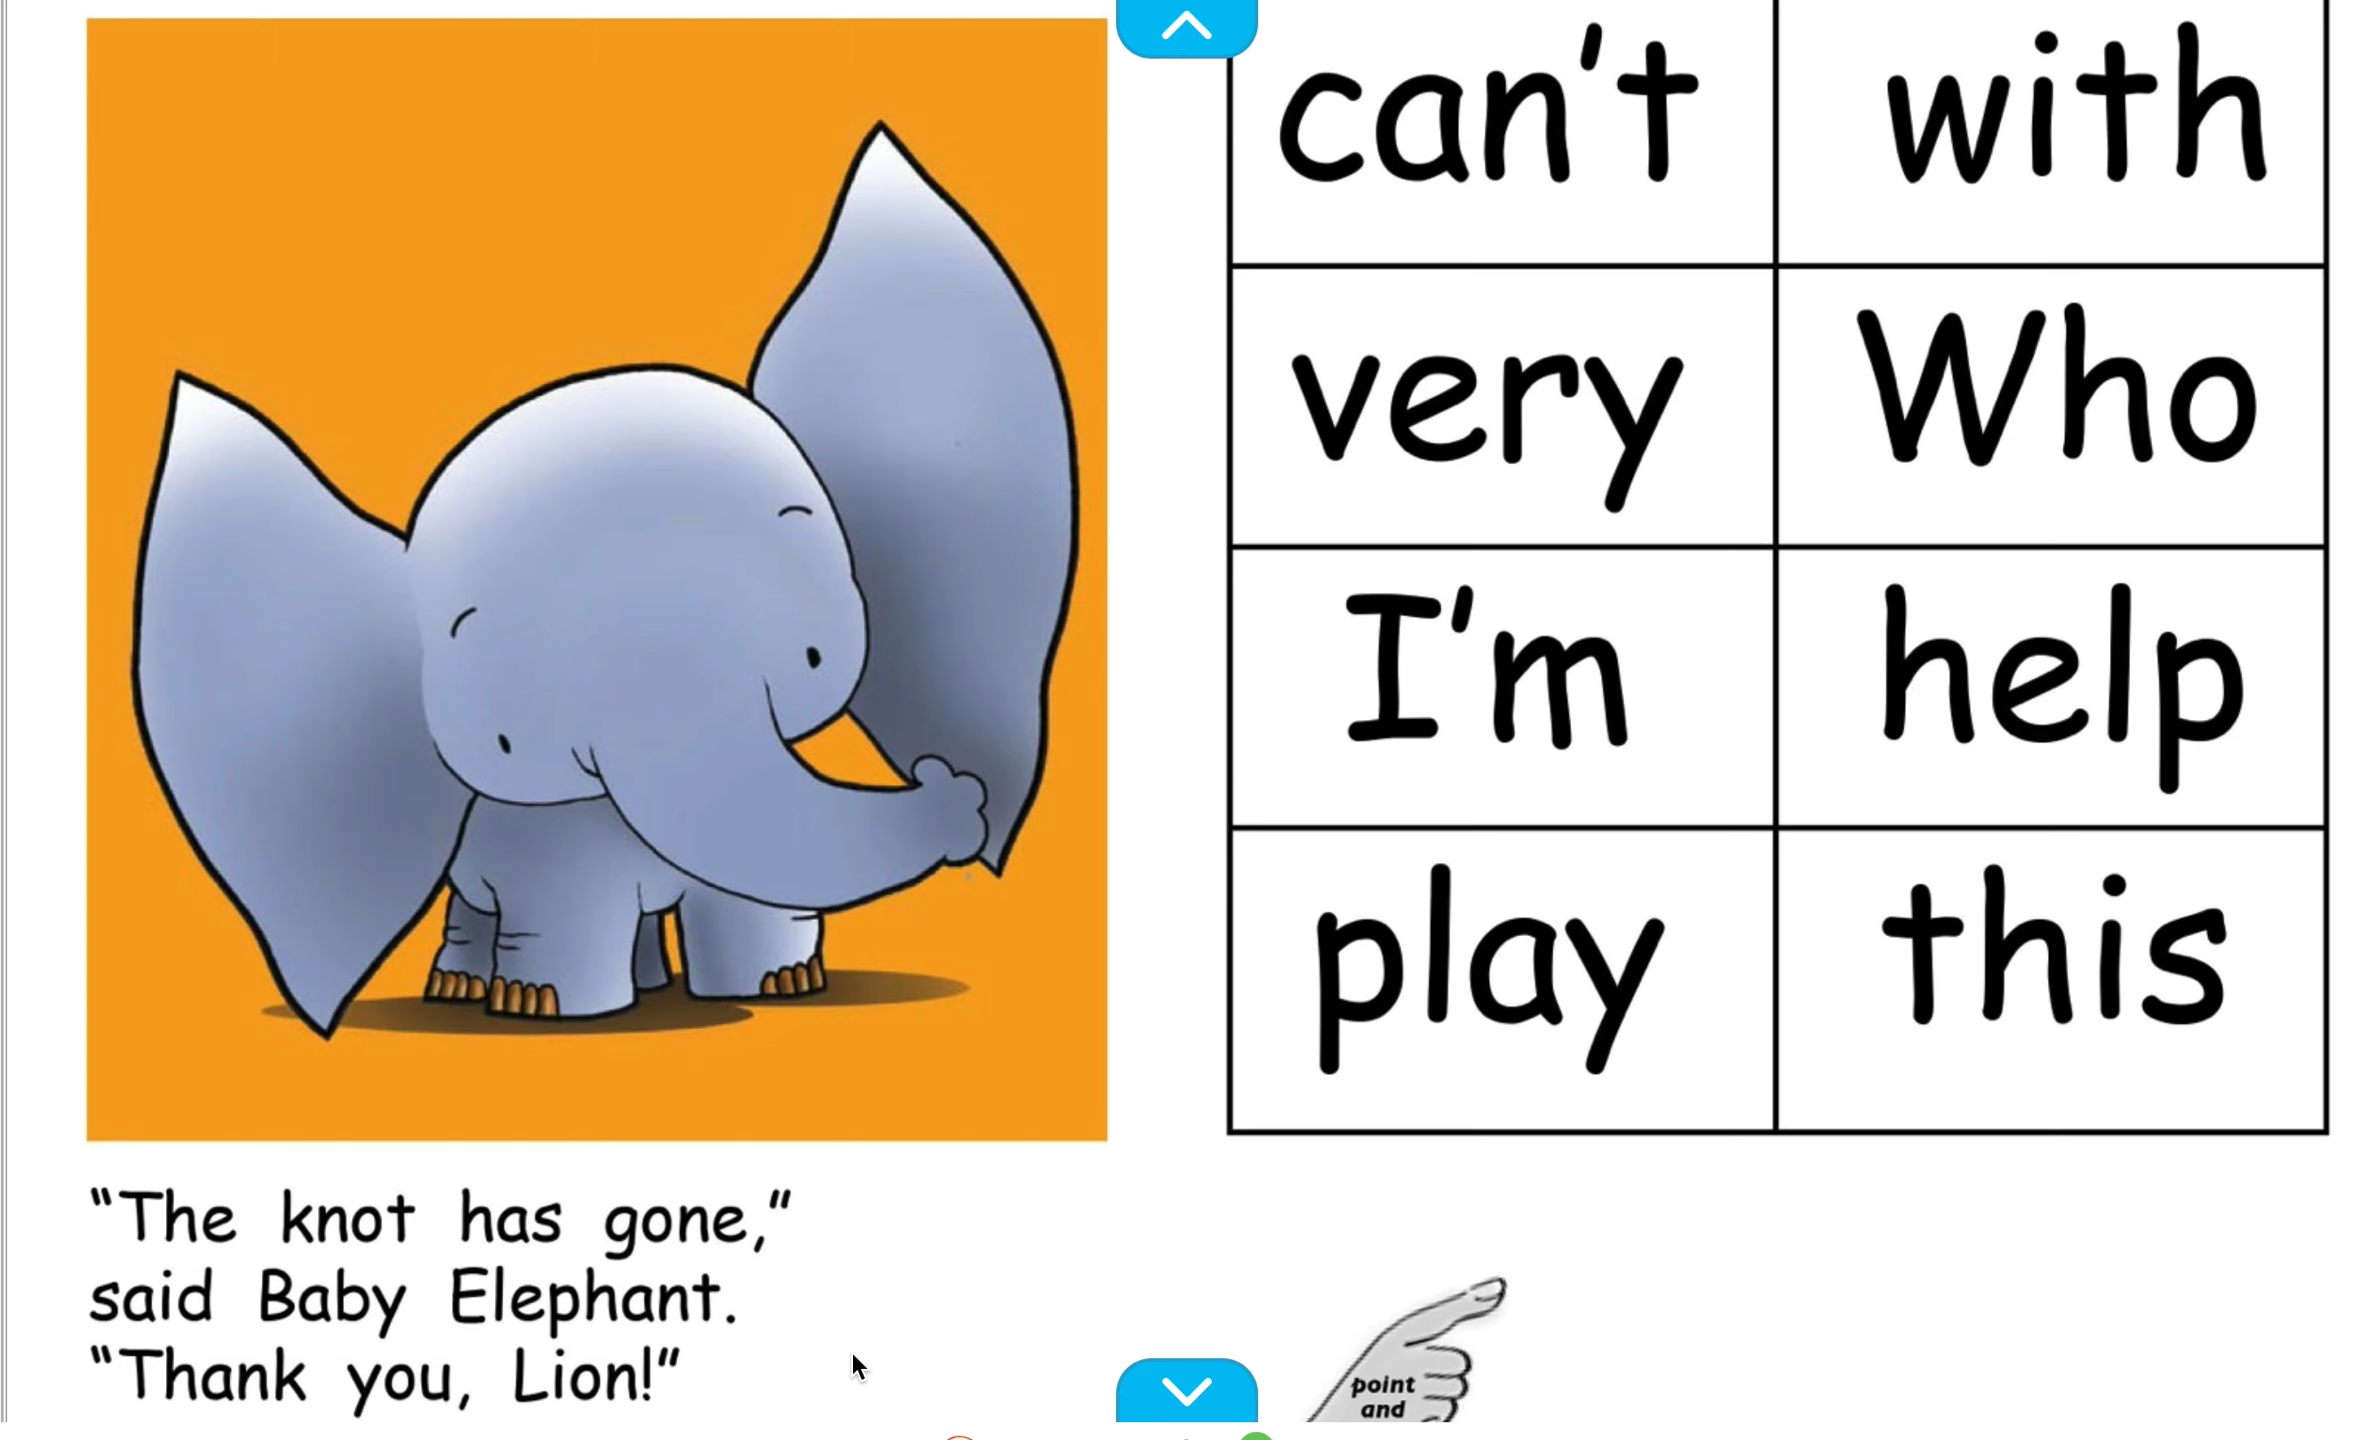 can't with
very Who
I'm help
play this
“The knot has gone,”
said Baby Elephant.
“Thank you, Lion!”
point
and